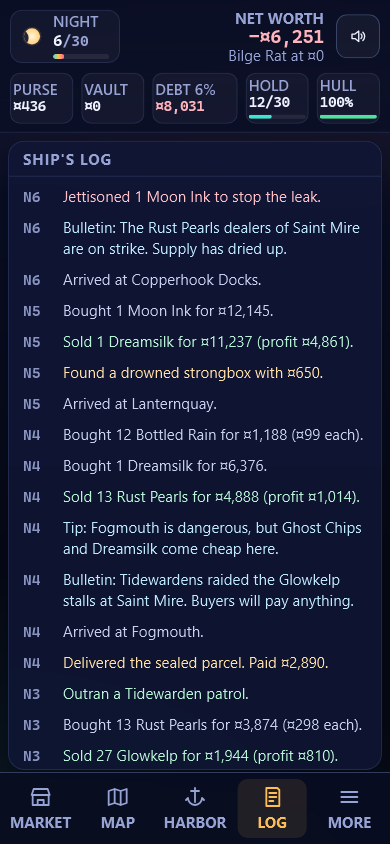 NIGHT
6/30
NET WORTH
−¤6,251
Bilge Rat at ¤0
PURSE
¤436
VAULT
¤0
DEBT 6%
¤8,031
HOLD
12/30
HULL
100%
SHIP'S LOG
N6 Jettisoned 1 Moon Ink to stop the leak.
N6 Bulletin: The Rust Pearls dealers of Saint Mire
are on strike. Supply has dried up.
N6 Arrived at Copperhook Docks.
N5 Bought 1 Moon Ink for ¤12,145.
N5 Sold 1 Dreamsilk for ¤11,237 (profit ¤4,861).
N5 Found a drowned strongbox with ¤650.
N5 Arrived at Lanternquay.
N4 Bought 12 Bottled Rain for ¤1,188 (¤99 each).
N4 Bought 1 Dreamsilk for ¤6,376.
N4 Sold 13 Rust Pearls for ¤4,888 (profit ¤1,014).
N4 Tip: Fogmouth is dangerous, but Ghost Chips
and Dreamsilk come cheap here.
N4 Bulletin: Tidewardens raided the Glowkelp
stalls at Saint Mire. Buyers will pay anything.
N4 Arrived at Fogmouth.
N4 Delivered the sealed parcel. Paid ¤2,890.
N3 Outran a Tidewarden patrol.
N3 Bought 13 Rust Pearls for ¤3,874 (¤298 each).
N3 Sold 27 Glowkelp for ¤1,944 (profit ¤810).
MARKET
MAP
HARBOR
LOG
MORE